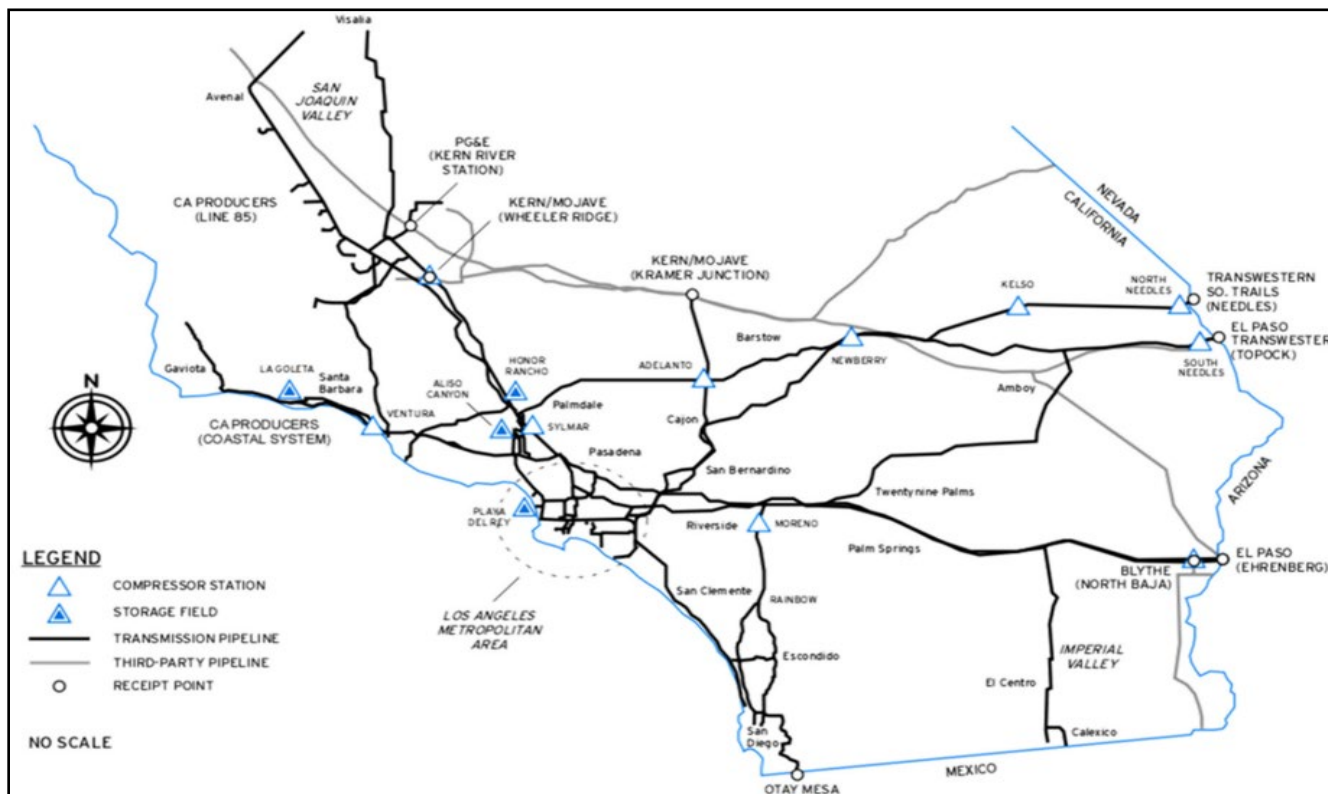 Visalia
SAN
JOAQUIN
VALLEY
Avenal
PG&E
(KERN RIVER
STATION)
CA PRODUCERS
(LINE 85)
KERN/MOJAVE
(WHEELER RIDGE)
KERN/MOJAVE
(KRAMER JUNCTION)
NEVADA
CALIFORNIA
KELSO
NORTH
NEEDLES
TRANSWESTERN
SO. TRAILS
(NEEDLES)
EL PASO
TRANSWESTER
(TOPOCK)
SOUTH
NEEDLES
Barstow
NEWBERRY
ADELANTO
Amboy
Gaviota
LA GOLETA
Santa
Barbara
HONOR
RANCHO
ALISO
CANYON
Palmdale
Cajon
N
CA PRODUCERS
(COASTAL SYSTEM)
VENTURA
SYLMAR
Pasadena
San Bernardino
ARIZONA
Twentynine Palms
PLAYA
DEL REY
Riverside
MORENO
Palm Springs
EL PASO
(EHRENBERG)
BLYTHE
(NORTH BAJA)
San Clemente
RAINBOW
LOS ANGELES
METROPOLITAN
AREA
Escondido
IMPERIAL
VALLEY
El Centro
San
Diego
Calexico
MEXICO
OTAY MESA
LEGEND
COMPRESSOR STATION
STORAGE FIELD
TRANSMISSION PIPELINE
THIRD-PARTY PIPELINE
RECEIPT POINT
NO SCALE